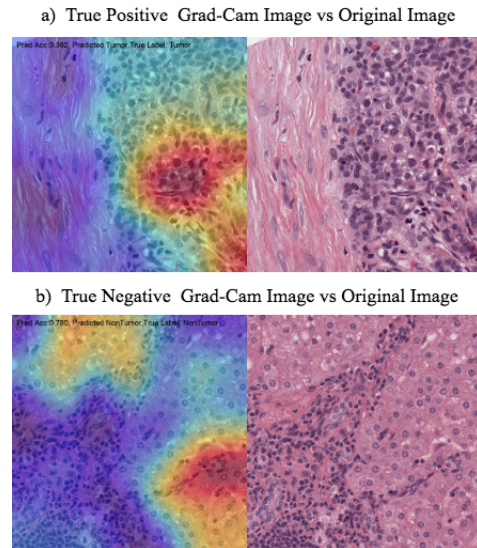 a) True Positive Grad-Cam Image vs Original Image
Pred Acc:0.992, Predicted Tumor,True Label: Tumor
b) True Negative Grad-Cam Image vs Original Image
Pred Acc:0.780, Predicted NonTumor,True Label: NonTumor